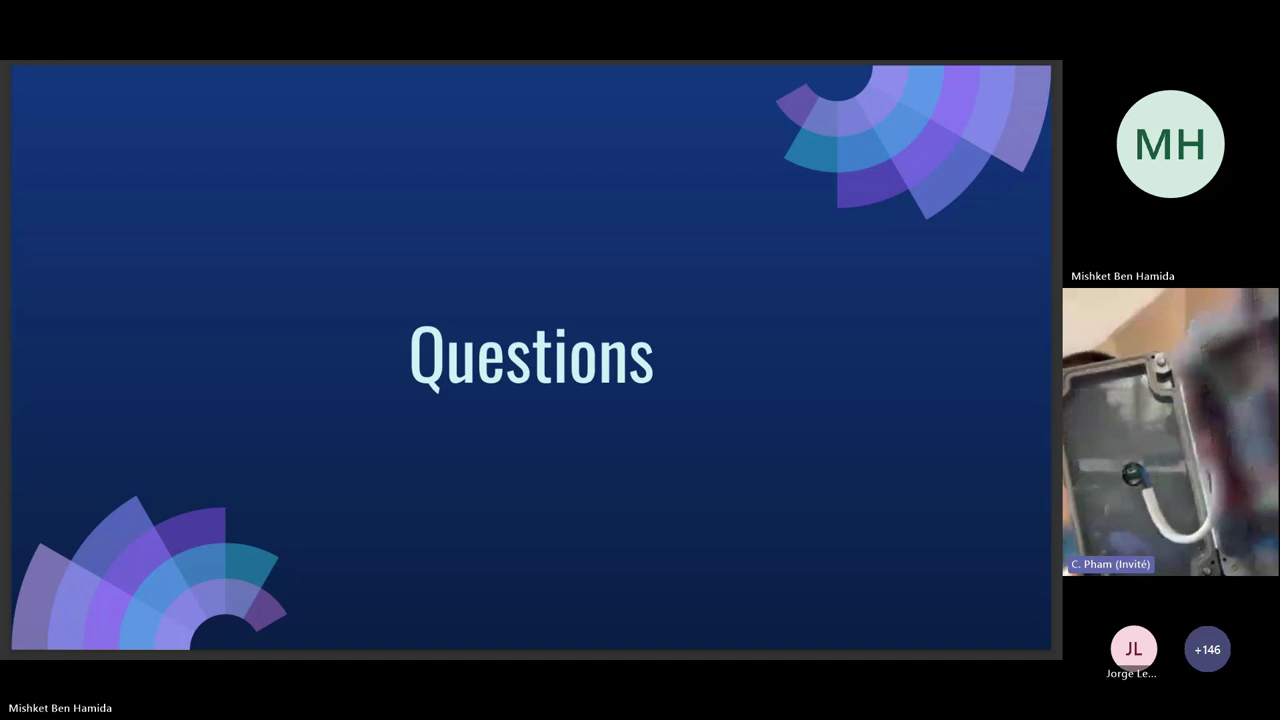 Questions
MH
Mishket Ben Hamida
C. Pham (Invité)
JL
+146
Jorge Le...
Mishket Ben Hamida